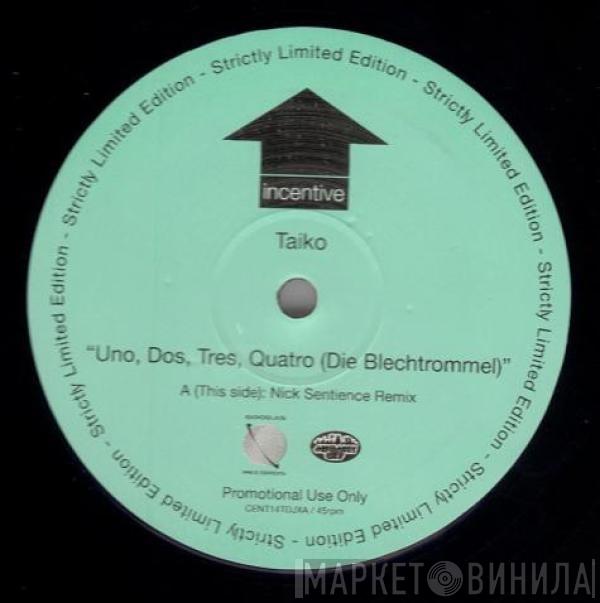 Strictly Limited Edition - Strictly Limited Edition - Strictly Limited Edition - Strictly Limited Edition - Strictly Limited Edition - Strictly Limited Edition -
incentive
Taiko
"Uno, Dos, Tres, Quatro (Die Blechtrommel)"
A (This side): Nick Sentience Remix
Promotional Use Only
CENT14TDJXA / 45rpm
МАРКЕТ ВИНИЛА